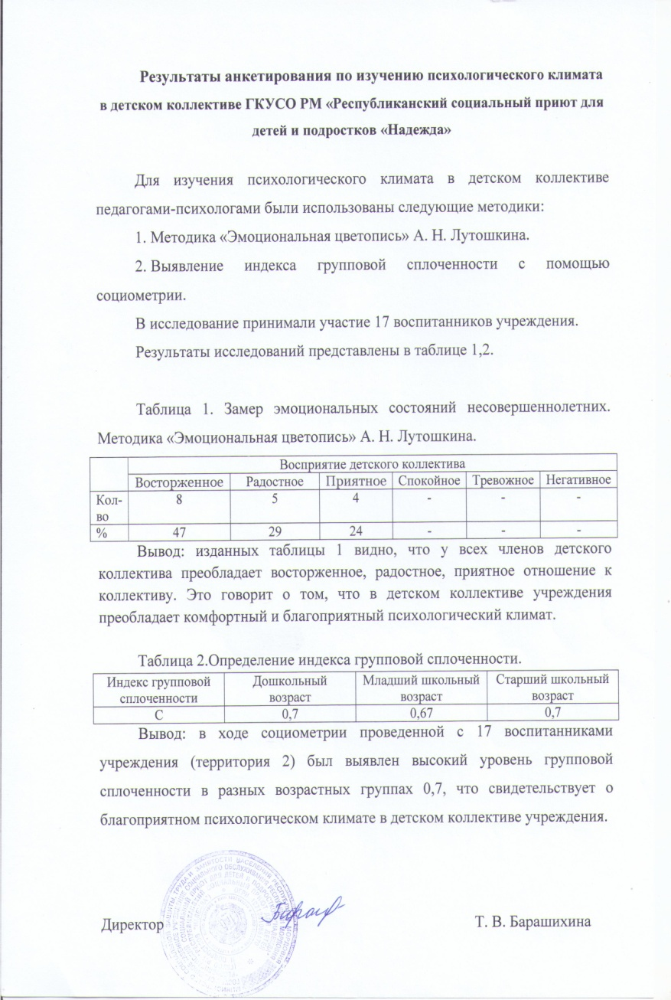 Результаты анкетирования по изучению психологического климата
в детском коллективе ГКУСО РМ «Республиканский социальный приют для
детей и подростков «Надежда»
Для изучения психологического климата в детском коллективе
педагогами-психологами были использованы следующие методики:
1. Методика «Эмоциональная цветопись» А. Н. Лутошкина.
2. Выявление индекса групповой сплоченности с помощью
социометрии.
В исследование принимали участие 17 воспитанников учреждения.
Результаты исследований представлены в таблице 1,2.
Таблица 1. Замер эмоциональных состояний несовершеннолетних.
Методика «Эмоциональная цветопись» А. Н. Лутошкина.
Восприятие детского коллектива
Восторженное Радостное Приятное Спокойное Тревожное Негативное
Кол- 8 5 4 - - -
во
% 47 29 24 - - -
Вывод: изданных таблицы 1 видно, что у всех членов детского
коллектива преобладает восторженное, радостное, приятное отношение к
коллективу. Это говорит о том, что в детском коллективе учреждения
преобладает комфортный и благоприятный психологический климат.
Таблица 2.Определение индекса групповой сплоченности.
Индекс групповой Дошкольный Младший школьный Старший школьный
сплоченности возраст возраст возраст
С 0,7 0,67 0,7
Вывод: в ходе социометрии проведенной с 17 воспитанниками
учреждения (территория 2) был выявлен высокий уровень групповой
сплоченности в разных возрастных группах 0,7, что свидетельствует о
благоприятном психологическом климате в детском коллективе учреждения.
Директор Т. В. Барашихина